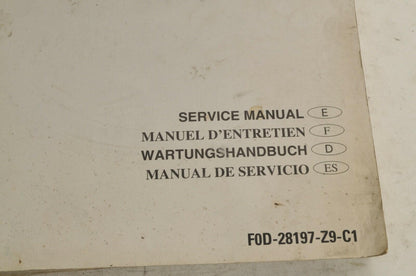 SERVICE MANUAL E
MANUEL D'ENTRETIEN F
WARTUNGSHANDBUCH D
MANUAL DE SERVICIO ES
F0D-28197-Z9-C1